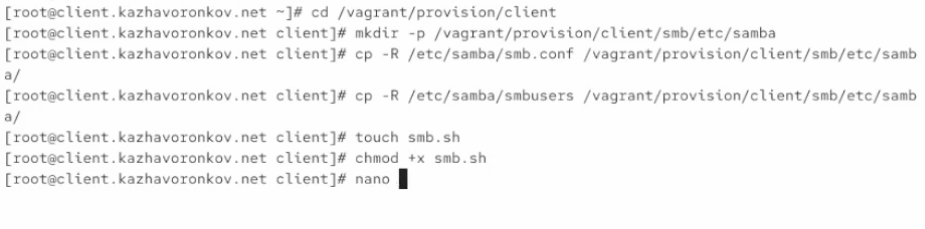 [root@client.kazhavoronkov.net ~]# cd /vagrant/provision/client
[root@client.kazhavoronkov.net client]# mkdir -p /vagrant/provision/client/smb/etc/samba
[root@client.kazhavoronkov.net client]# cp -R /etc/samba/smb.conf /vagrant/provision/client/smb/etc/samb
a/
[root@client.kazhavoronkov.net client]# cp -R /etc/samba/smbusers /vagrant/provision/client/smb/etc/samb
a/
[root@client.kazhavoronkov.net client]# touch smb.sh
[root@client.kazhavoronkov.net client]# chmod +x smb.sh
[root@client.kazhavoronkov.net client]# nano